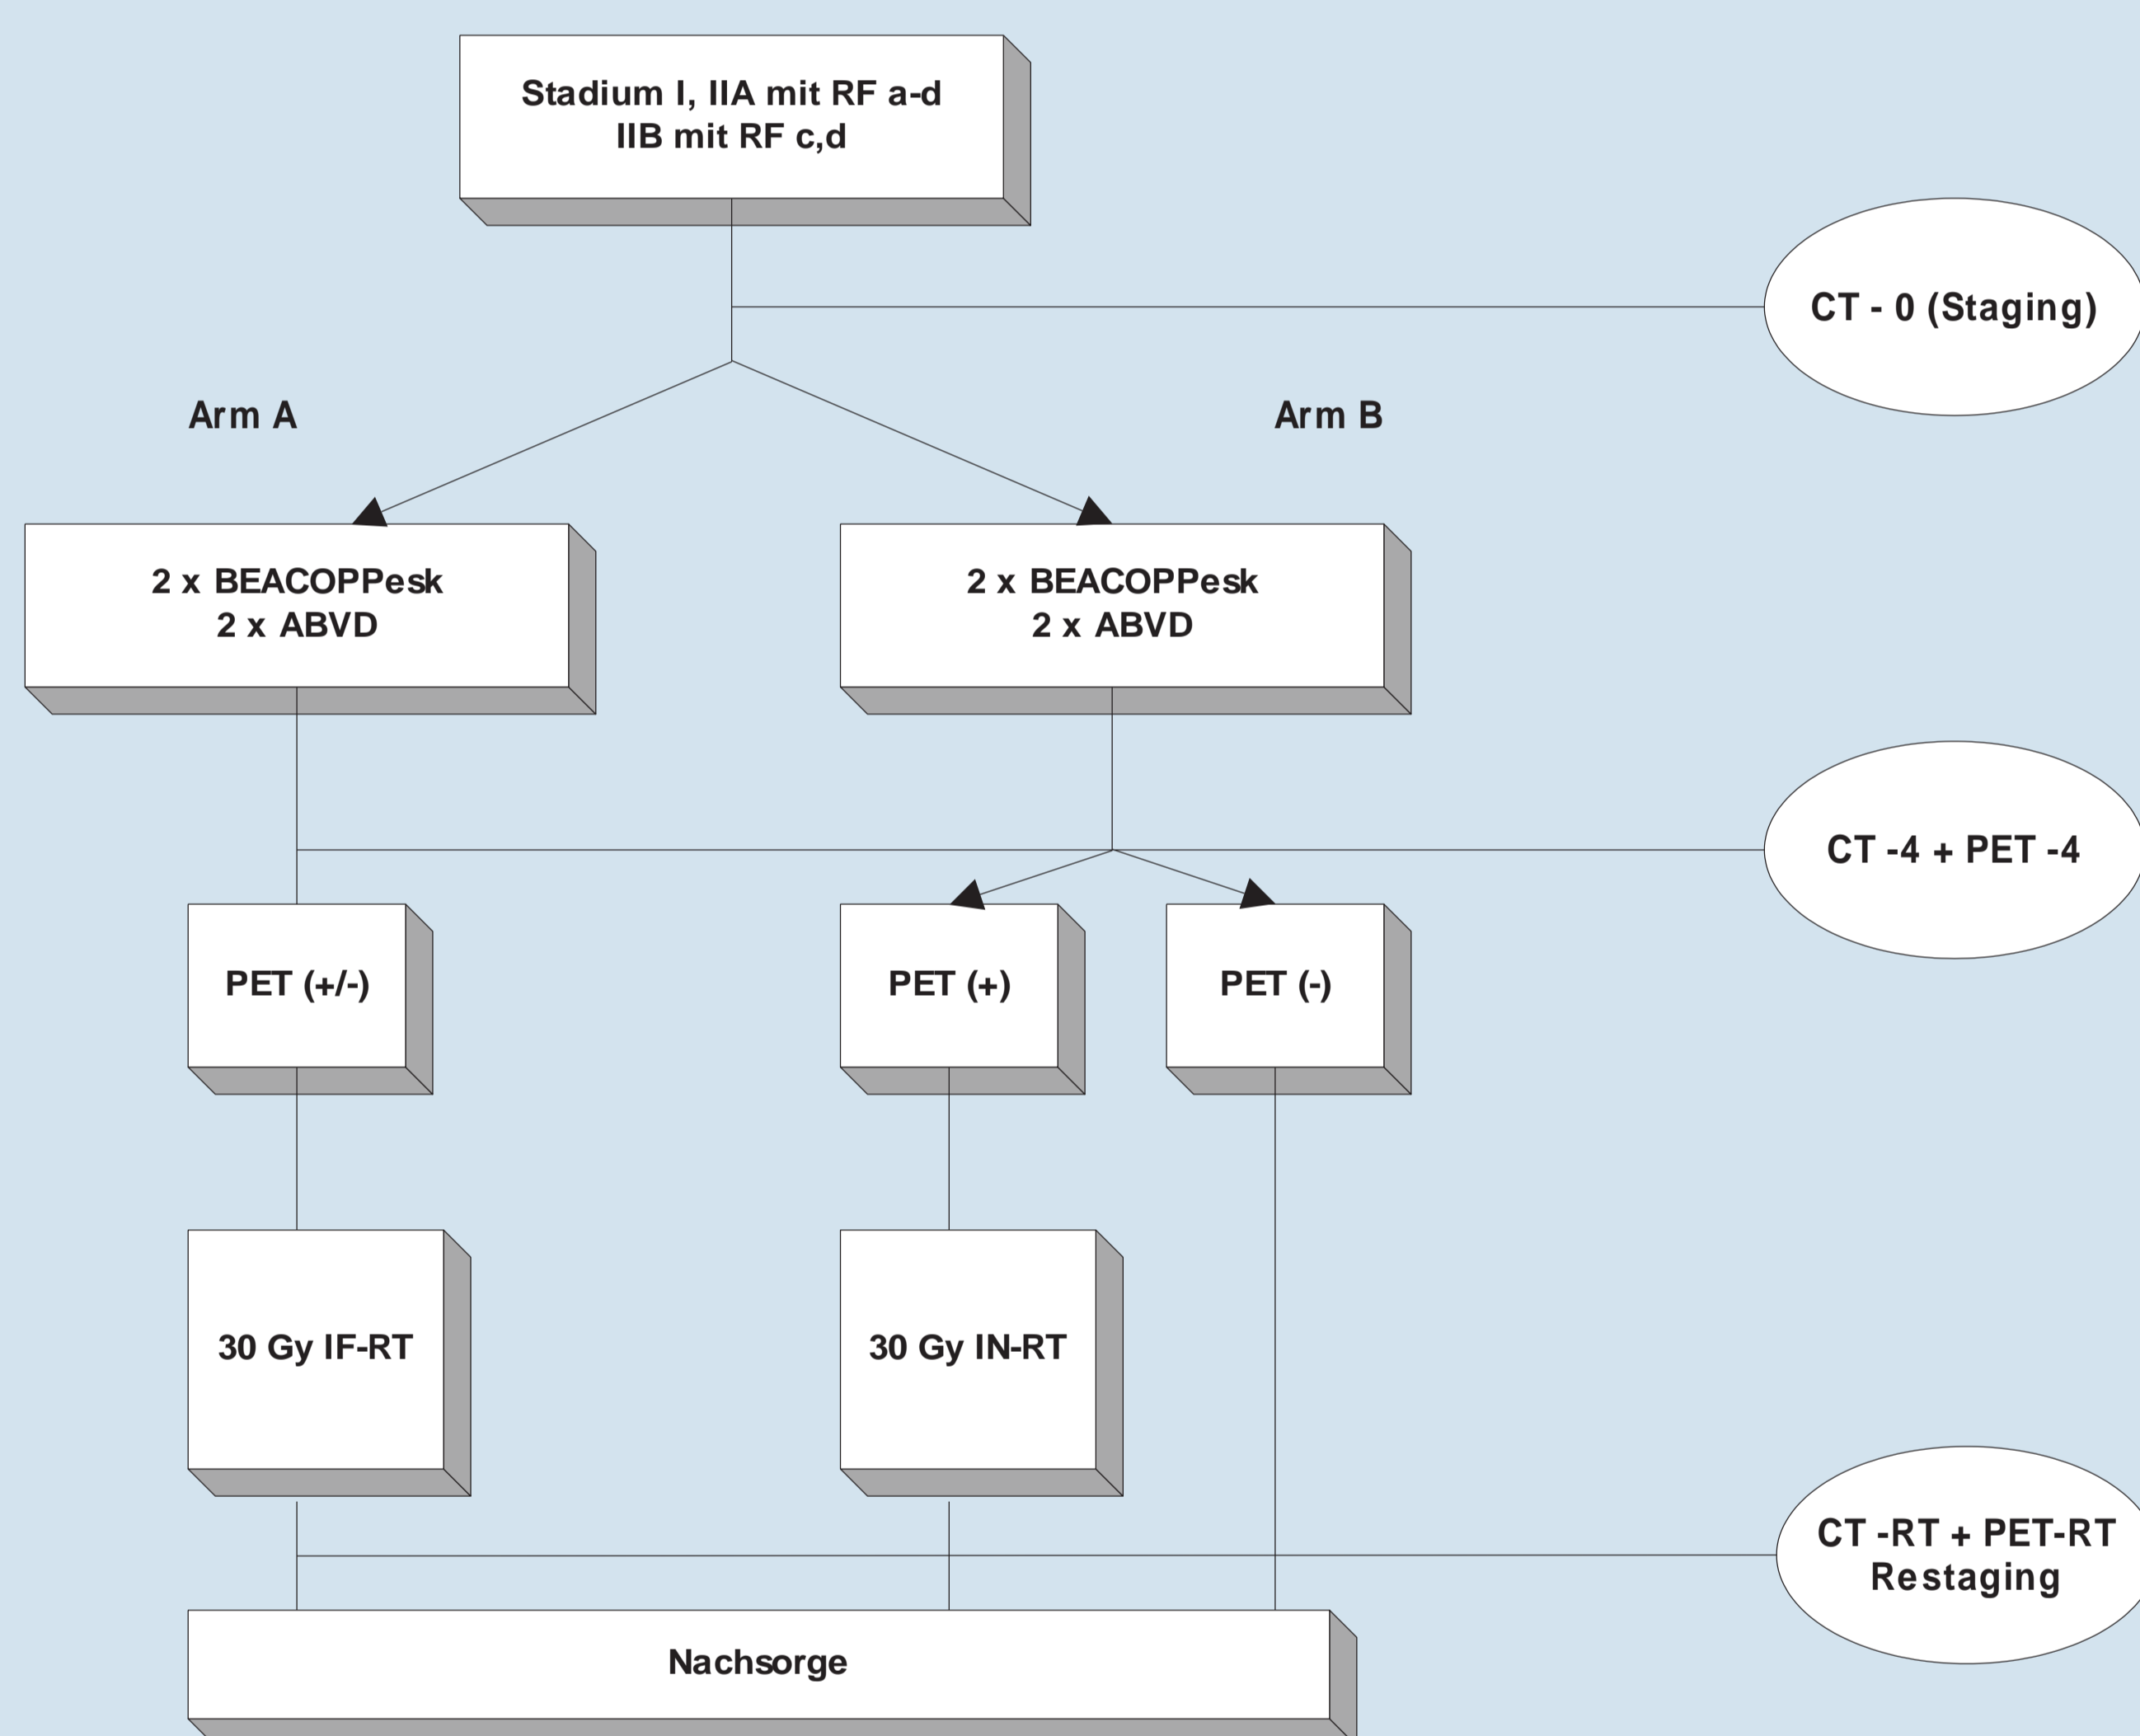 Stadium I, IIA mit RF a-d
IIB mit RF c,d
CT - 0 (Staging)
Arm A
Arm B
2 x BEACOPPesk
2 x ABVD
2 x BEACOPPesk
2 x ABVD
CT -4 + PET -4
PET (+/-)
PET (+)
PET (-)
30 Gy IF-RT
30 Gy IN-RT
CT -RT + PET-RT
Restaging
Nachsorge